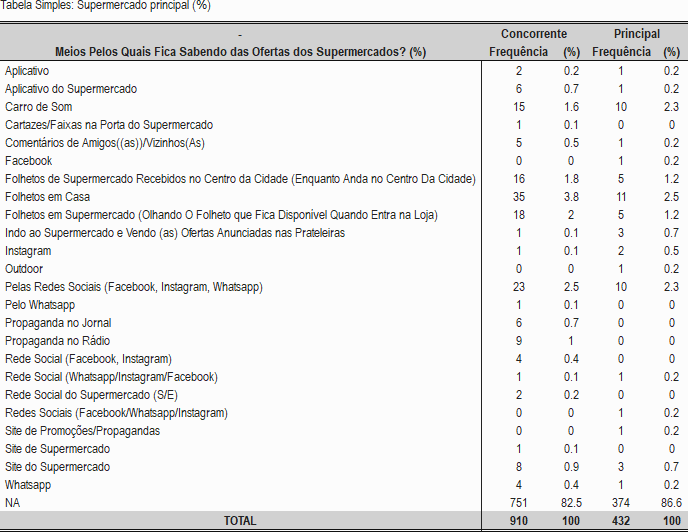 Tabela Simples: Supermercado principal (%)
- Concorrente Principal
Meios Pelos Quais Fica Sabendo das Ofertas dos Supermercados? (%) Frequência (%) Frequência (%)
Aplicativo 2 0.2 1 0.2
Aplicativo do Supermercado 6 0.7 1 0.2
Carro de Som 15 1.6 10 2.3
Cartazes/Faixas na Porta do Supermercado 1 0.1 0 0
Comentários de Amigos((as))/Vizinhos(As) 5 0.5 1 0.2
Facebook 0 0 1 0.2
Folhetos de Supermercado Recebidos no Centro da Cidade (Enquanto Anda no Centro Da Cidade) 16 1.8 5 1.2
Folhetos em Casa 35 3.8 11 2.5
Folhetos em Supermercado (Olhando O Folheto que Fica Disponível Quando Entra na Loja) 18 2 5 1.2
Indo ao Supermercado e Vendo (as) Ofertas Anunciadas nas Prateleiras 1 0.1 3 0.7
Instagram 1 0.1 2 0.5
Outdoor 0 0 1 0.2
Pelas Redes Sociais (Facebook, Instagram, Whatsapp) 23 2.5 10 2.3
Pelo Whatsapp 1 0.1 0 0
Propaganda no Jornal 6 0.7 0 0
Propaganda no Rádio 9 1 0 0
Rede Social (Facebook, Instagram) 4 0.4 0 0
Rede Social (Whatsapp/Instagram/Facebook) 1 0.1 1 0.2
Rede Social do Supermercado (S/E) 2 0.2 0 0
Redes Sociais (Facebook/Whatsapp/Instagram) 0 0 1 0.2
Site de Promoções/Propagandas 0 0 1 0.2
Site de Supermercado 1 0.1 0 0
Site do Supermercado 8 0.9 3 0.7
Whatsapp 4 0.4 1 0.2
NA 751 82.5 374 86.6
TOTAL 910 100 432 100